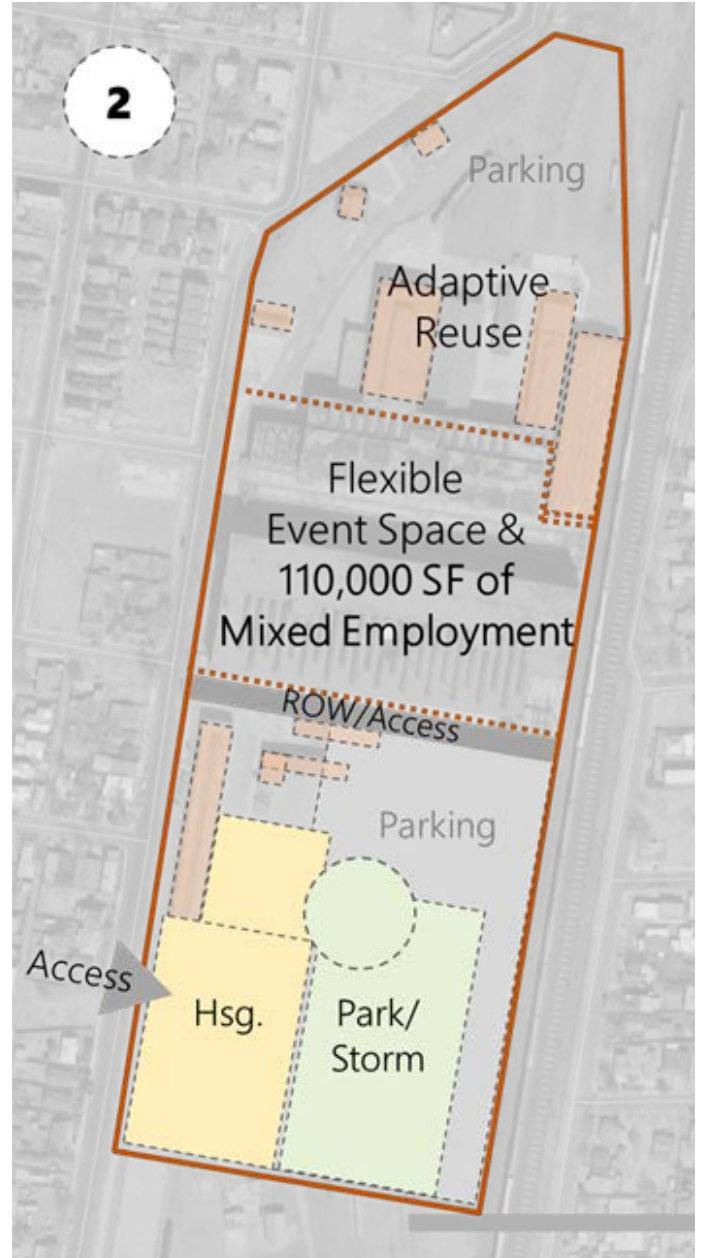 2
Parking
Adaptive
Reuse
Flexible
Event Space &
110,000 SF of
Mixed Employment
ROW/Access
Parking
Access
Hsg.
Park/
Storm